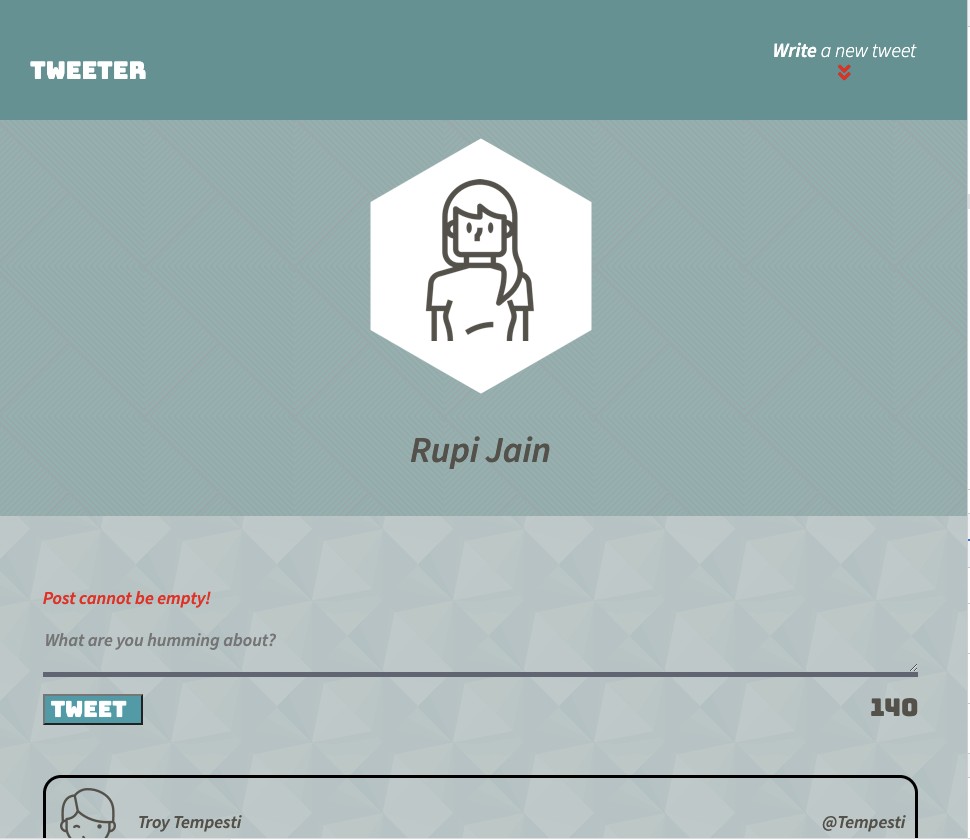 TWEETER
Write a new tweet
Rupi Jain
Post cannot be empty!
What are you humming about?
TWEET
140
Troy Tempesti
@Tempesti